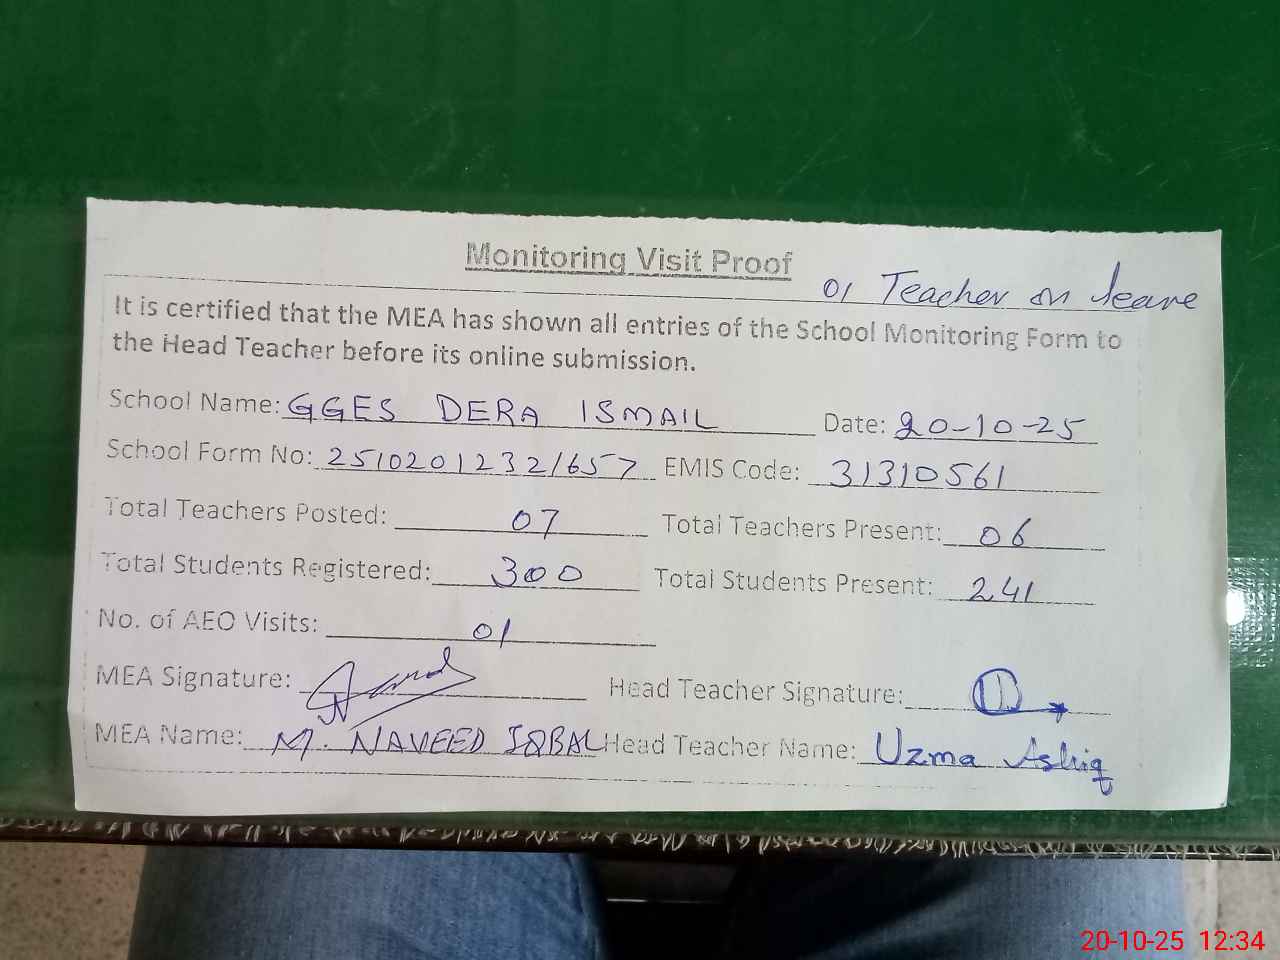 Monitoring Visit Proof
01 Teacher on leave
It is certified that the MEA has shown all entries of the School Monitoring Form to
the Head Teacher before its online submission.
School Name: GGES DERA ISMAIL Date: 20-10-25
School Form No: 25102012321657 EMIS Code: 31310561
Total Teachers Posted: 07 Total Teachers Present: 06
Total Students Registered: 300 Total Students Present: 241
No. of AEO Visits: 01
MEA Signature: Head Teacher Signature:
MEA Name: M. NAVEED IQBAL Head Teacher Name: Uzma Ashiq
20-10-25 12:34